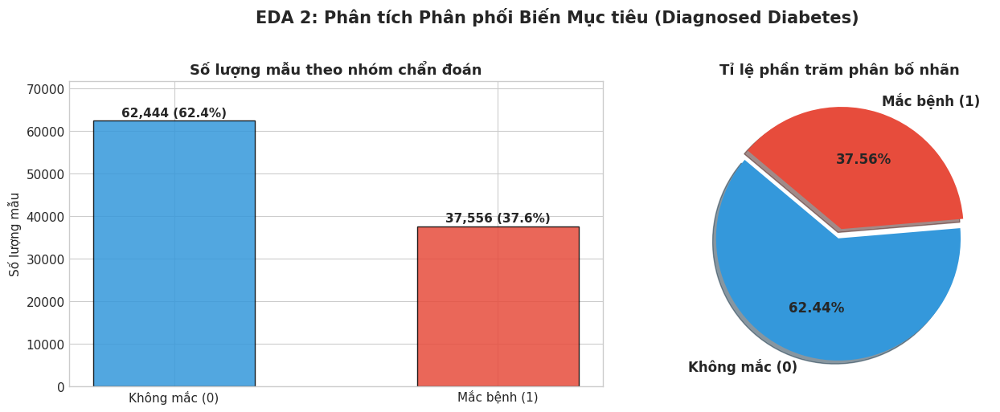 EDA 2: Phân tích Phân phối Biến Mục tiêu (Diagnosed Diabetes)
Số lượng mẫu theo nhóm chẩn đoán
70000
60000
50000
40000
30000
20000
10000
0
Số lượng mẫu
62,444 (62.4%)
37,556 (37.6%)
Không mắc (0)
Mắc bệnh (1)
Tỉ lệ phần trăm phân bố nhãn
Mắc bệnh (1)
37.56%
62.44%
Không mắc (0)